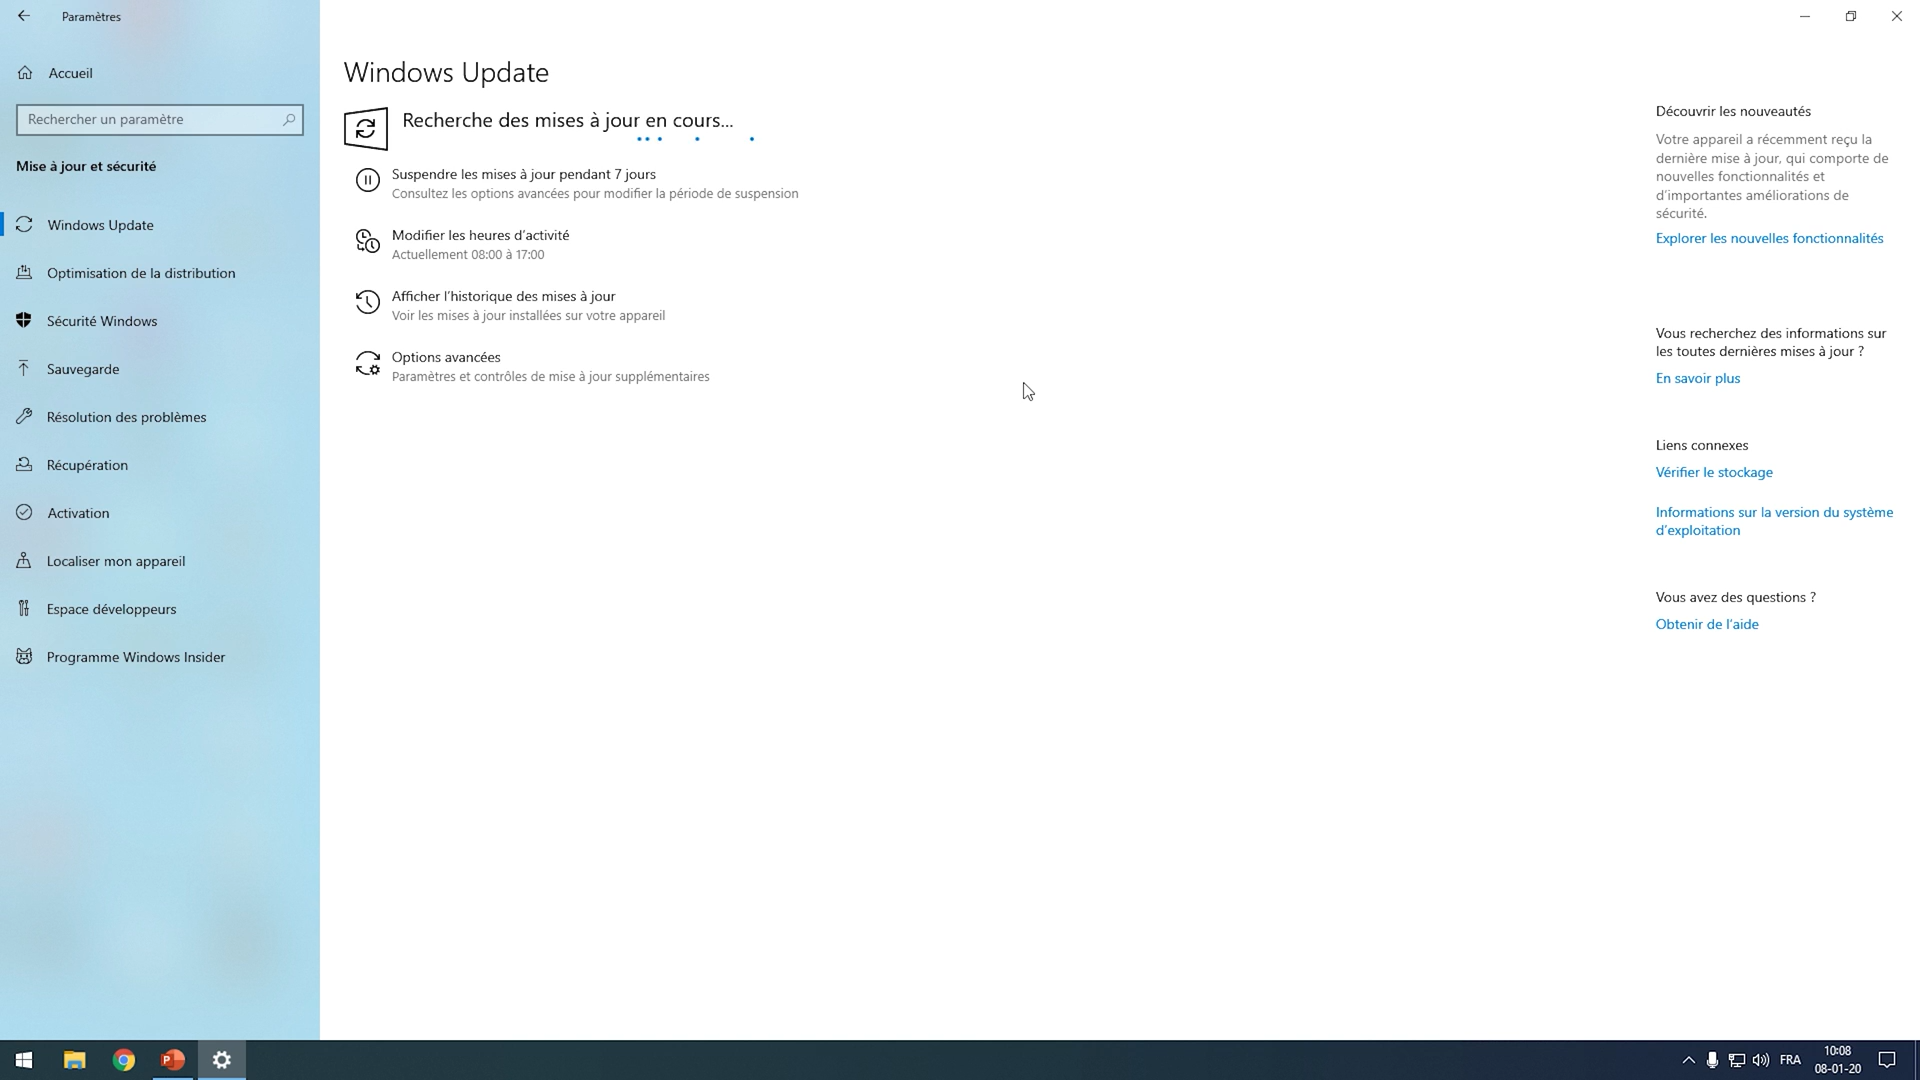 Paramètres
Accueil
Rechercher un paramètre
Mise à jour et sécurité
Windows Update
Optimisation de la distribution
Sécurité Windows
Sauvegarde
Résolution des problèmes
Récupération
Activation
Localiser mon appareil
Espace développeurs
Programme Windows Insider
Windows Update
Recherche des mises à jour en cours...
Suspendre les mises à jour pendant 7 jours
Consultez les options avancées pour modifier la période de suspension
Modifier les heures d’activité
Actuellement 08:00 à 17:00
Afficher l’historique des mises à jour
Voir les mises à jour installées sur votre appareil
Options avancées
Paramètres et contrôles de mise à jour supplémentaires
Découvrir les nouveautés
Votre appareil a récemment reçu la
dernière mise à jour, qui comporte de
nouvelles fonctionnalités et
d’importantes améliorations de
sécurité.
Explorer les nouvelles fonctionnalités
Vous recherchez des informations sur
les toutes dernières mises à jour ?
En savoir plus
Liens connexes
Vérifier le stockage
Informations sur la version du système
d’exploitation
Vous avez des questions ?
Obtenir de l’aide
P
FRA
10:08
08-01-20